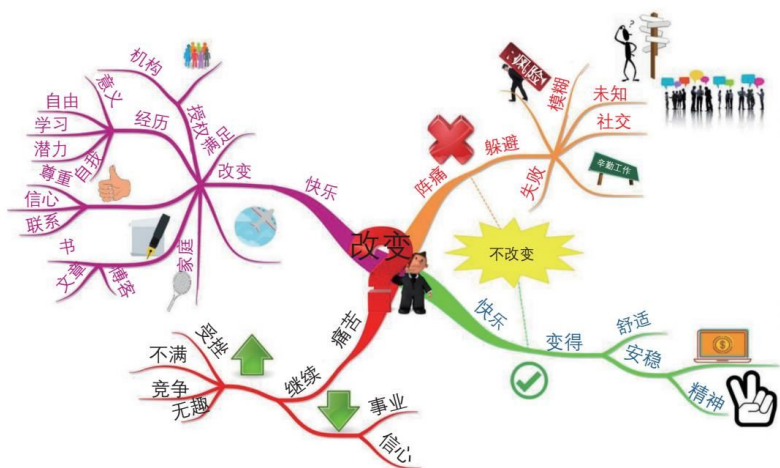 改变
快乐
改变
机构
授权
满足
经历
意义
自由
学习
潜力
自我
尊重
信心
联系
书
文章
博客
家庭
阵痛
躲避
风险
模糊
未知
社交
辛勤工作
失败
不改变
快乐
变得
舒适
安稳
精神
痛苦
继续
受挫
不满
竞争
无趣
事业
信心